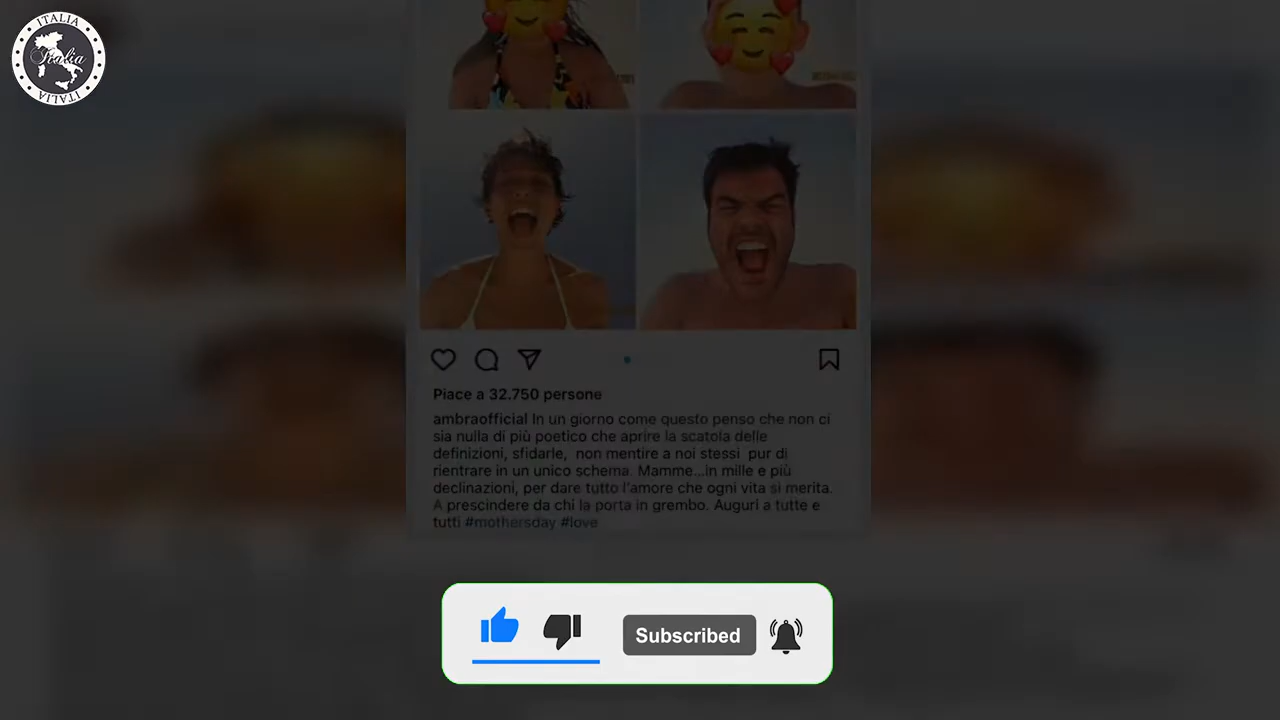 ITALIA
Italia
ITALIA
Piace a 32.750 persone
ambraofficial In un giorno come questo penso che non ci
sia nulla di più poetico che aprire la scatola delle
definizioni, sfidarle, non mentire a noi stessi pur di
rientrare in un unico schema. Mamme...in mille e più
declinazioni, per dare tutto l'amore che ogni vita si merita.
A prescindere da chi la porta in grembo. Auguri a tutte e
tutti #mothersday #love
Subscribed